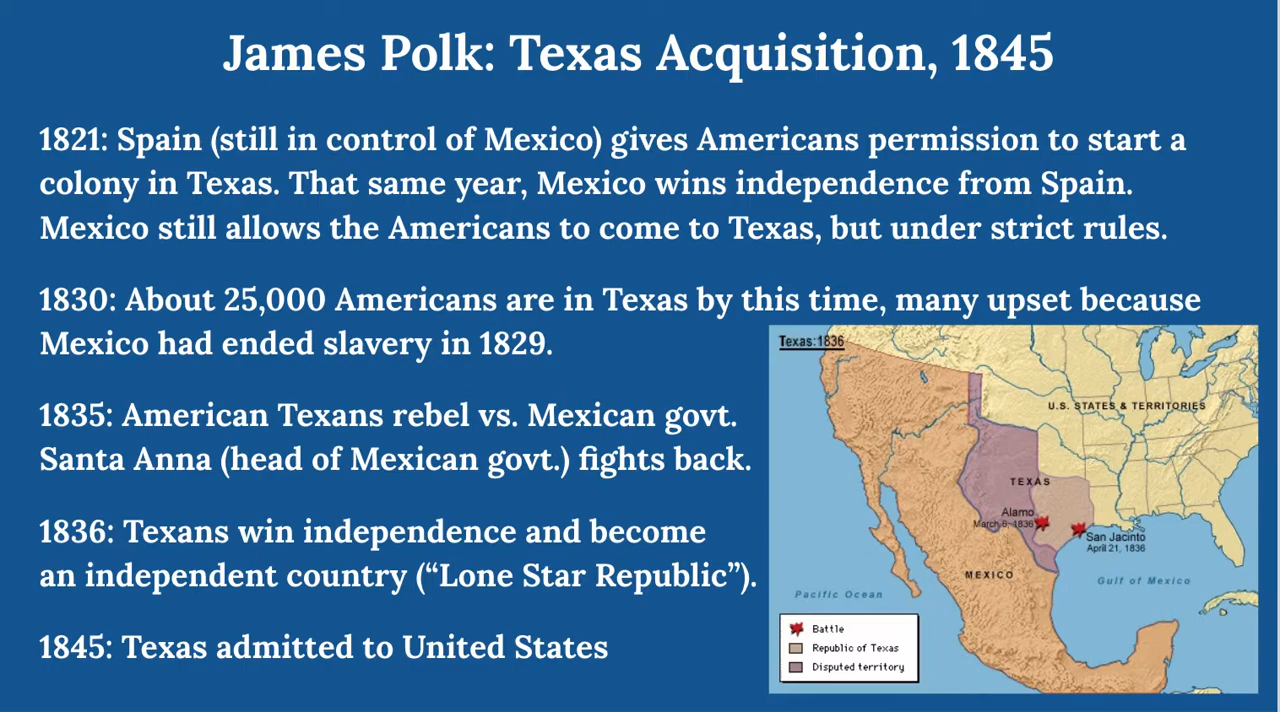 James Polk: Texas Acquisition, 1845
1821: Spain (still in control of Mexico) gives Americans permission to start a
colony in Texas. That same year, Mexico wins independence from Spain.
Mexico still allows the Americans to come to Texas, but under strict rules.
1830: About 25,000 Americans are in Texas by this time, many upset because
Mexico had ended slavery in 1829.
1835: American Texans rebel vs. Mexican govt.
Santa Anna (head of Mexican govt.) fights back.
1836: Texans win independence and become
an independent country (“Lone Star Republic”).
1845: Texas admitted to United States
Texas:1836
U.S. STATES & TERRITORIES
TEXAS
Alamo
March 6, 1836
San Jacinto
April 21, 1836
MEXICO
Gulf of Mexico
Pacific Ocean
Battle
Republic of Texas
Disputed territory